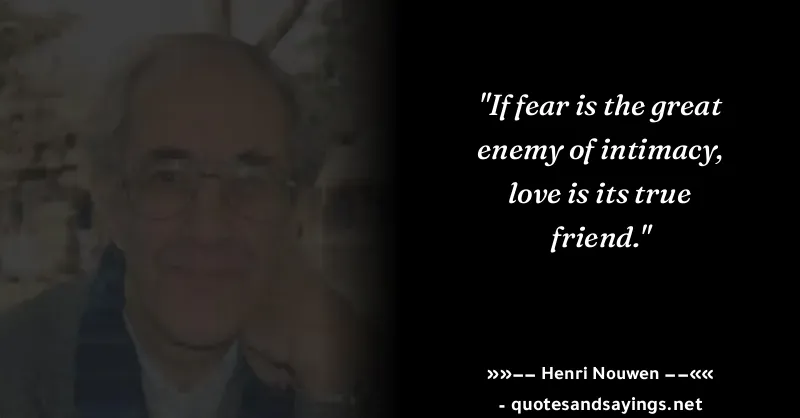 "If fear is the great
enemy of intimacy,
love is its true
friend."
»»–– Henri Nouwen ––««
- quotesandsayings.net